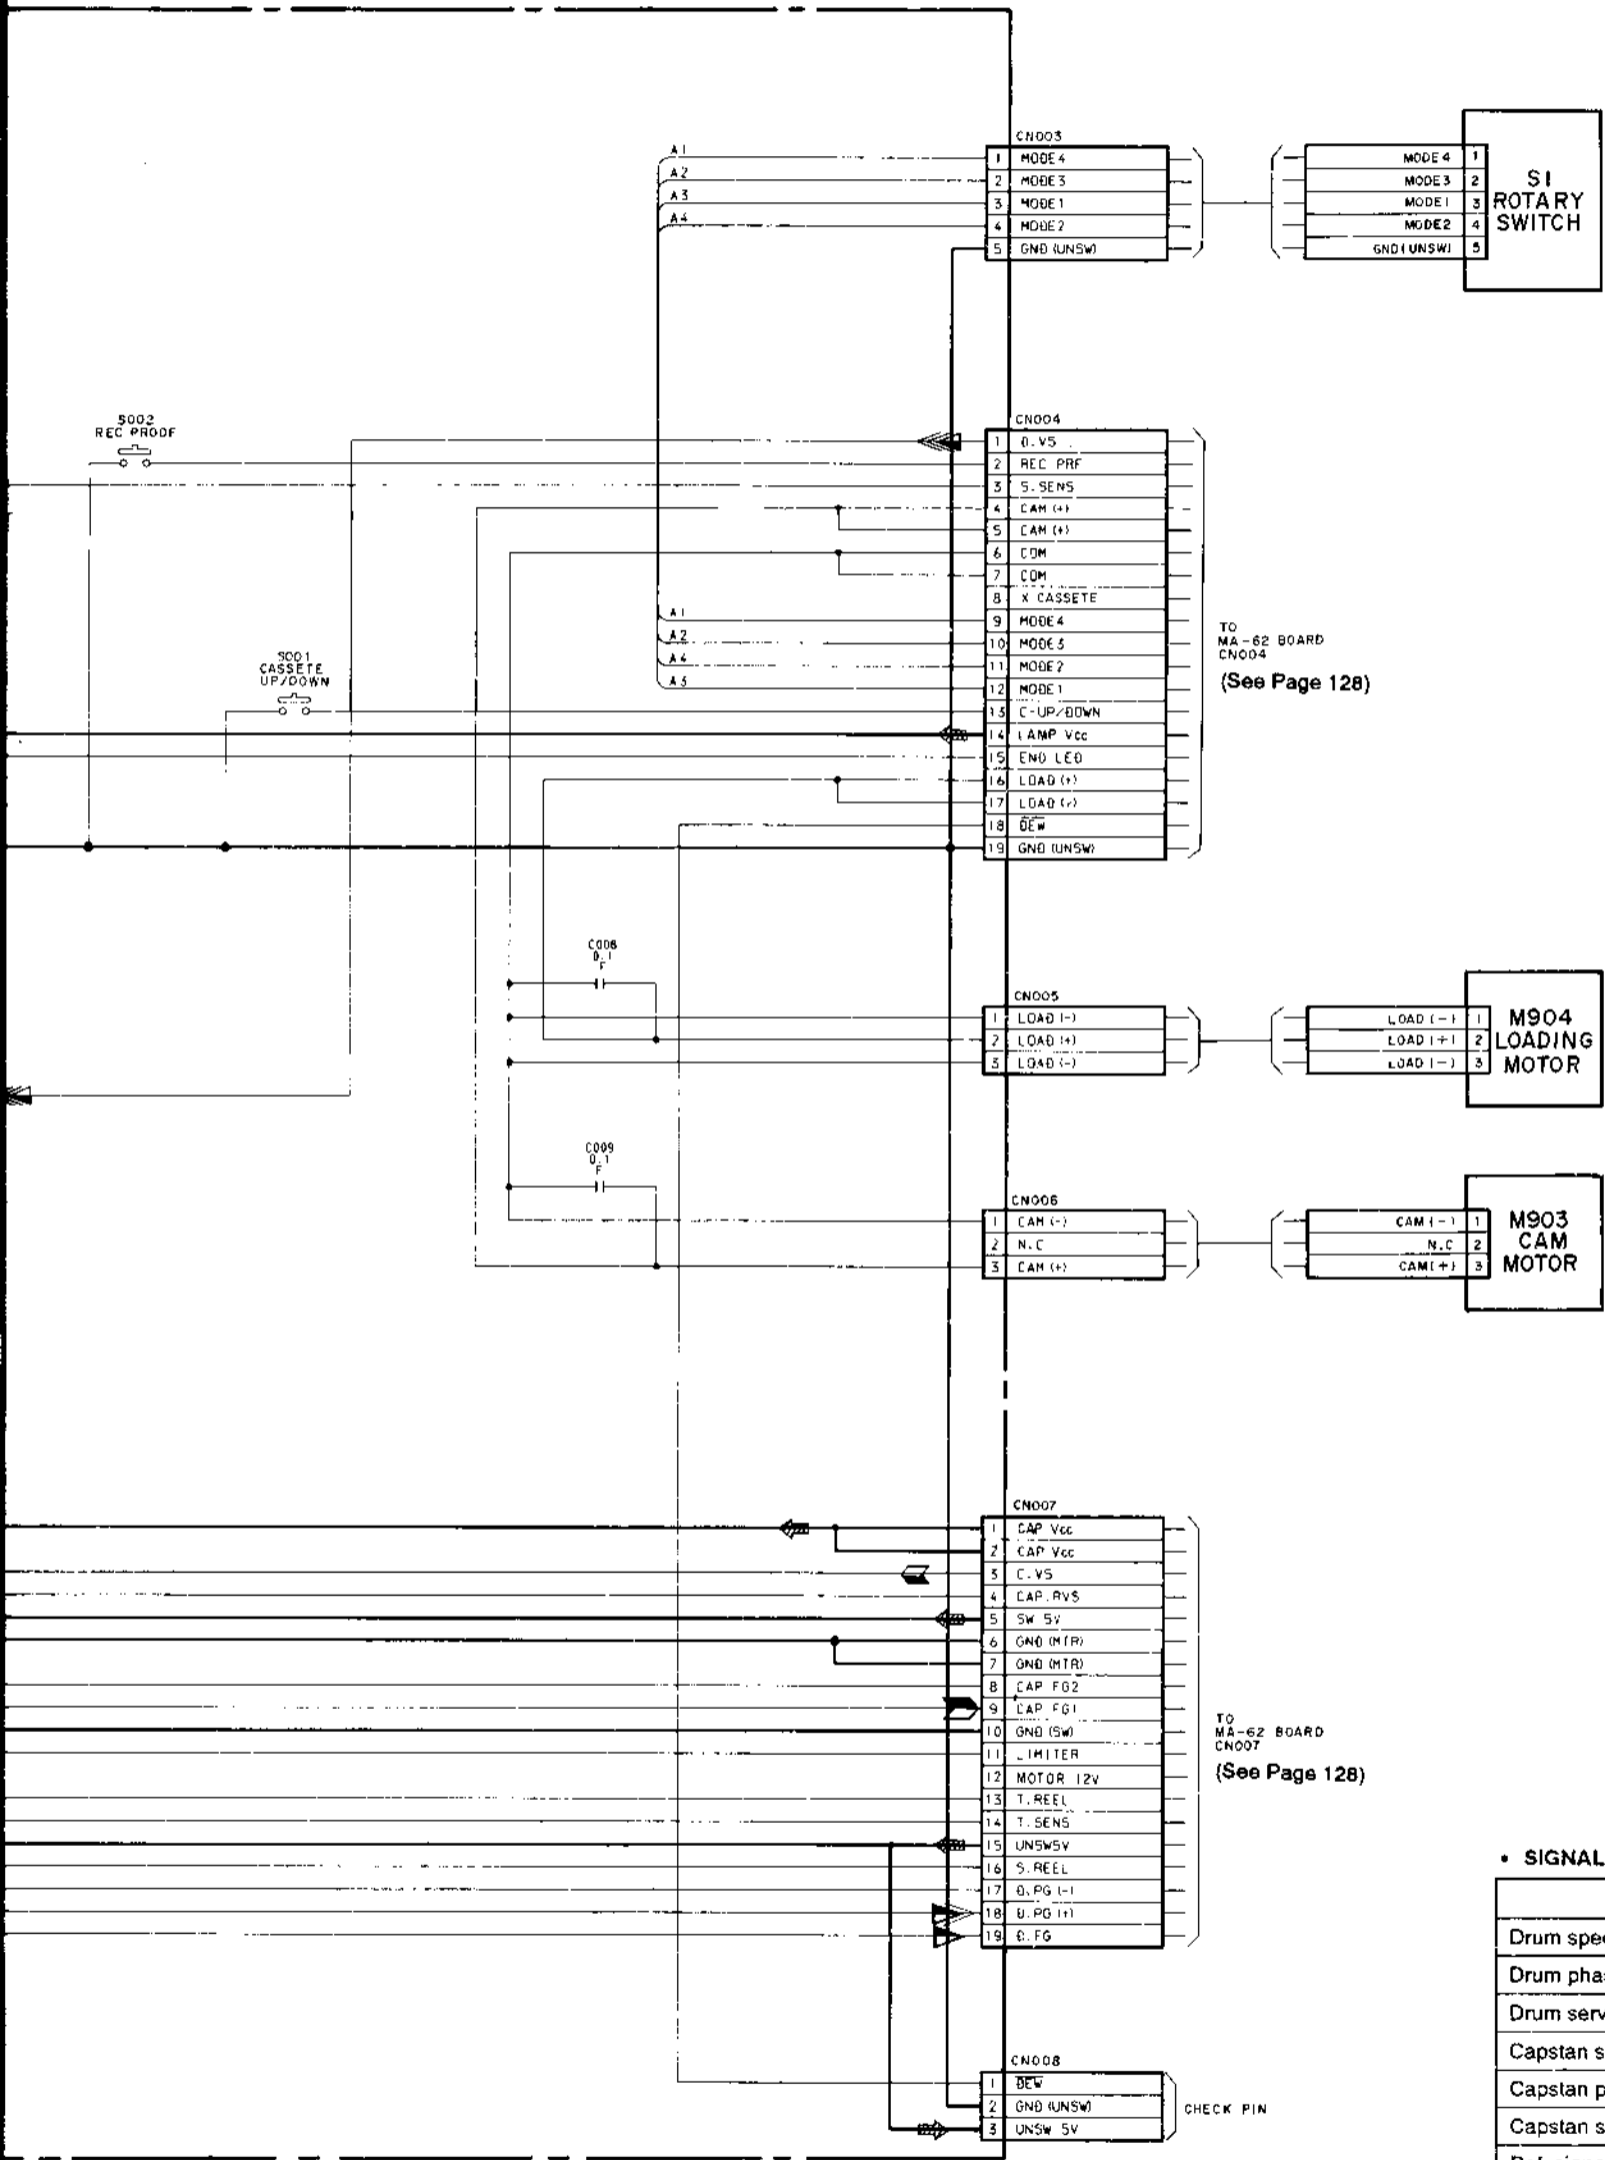 CN003
A1
1 MODE4
A2
2 MODE3
A3
3 MODE1
A4
4 MODE2
5 GND (UNSW)
MODE4 1
MODE3 2
MODE1 3
MODE2 4
GND(UNSW) 5
S1
ROTARY
SWITCH
S002
REC PROOF
S001
CASSETE
UP/DOWN
CN004
1 D.VS
2 REC PRF
3 S.SENS
4 CAM (+)
5 CAM (+)
6 COM
7 COM
8 X CASSETE
A1
9 MODE4
A2
10 MODE3
A4
11 MODE2
A3
12 MODE1
13 C-UP/DOWN
14 LAMP Vcc
15 END LED
16 LOAD (+)
17 LOAD
18 DEW
19 GND (UNSW)
TO
MA-62 BOARD
CN004
(See Page 128)
C008
0.1
F
CN005
1 LOAD (-)
2 LOAD (+)
3 LOAD (-)
LOAD (-) 1
LOAD (+) 2
LOAD (-) 3
M904
LOADING
MOTOR
C009
0.1
F
CN006
1 CAM (-)
2 N.C
3 CAM (+)
CAM (-) 1
N.C 2
CAM(+) 3
M903
CAM
MOTOR
CN007
1 CAP Vcc
2 CAP Vcc
3 C.VS
4 CAP.RVS
5 SW 5V
6 GND (MTR)
7 GND (MTR)
8 CAP FG2
9 CAP FG1
10 GND (SW)
11 LIMITER
12 MOTOR 12V
13 T.REEL
14 T.SENS
15 UNSW5V
16 S.REEL
17 D.PG (-)
18 D.PG (+)
19 D.FG
TO
MA-62 BOARD
CN007
(See Page 128)
CN008
1 DEW
2 GND (UNSW)
3 UNSW 5V
CHECK PIN
• SIGNAL
Drum spee
Drum pha
Drum serv
Capstan s
Capstan p
Capstan s